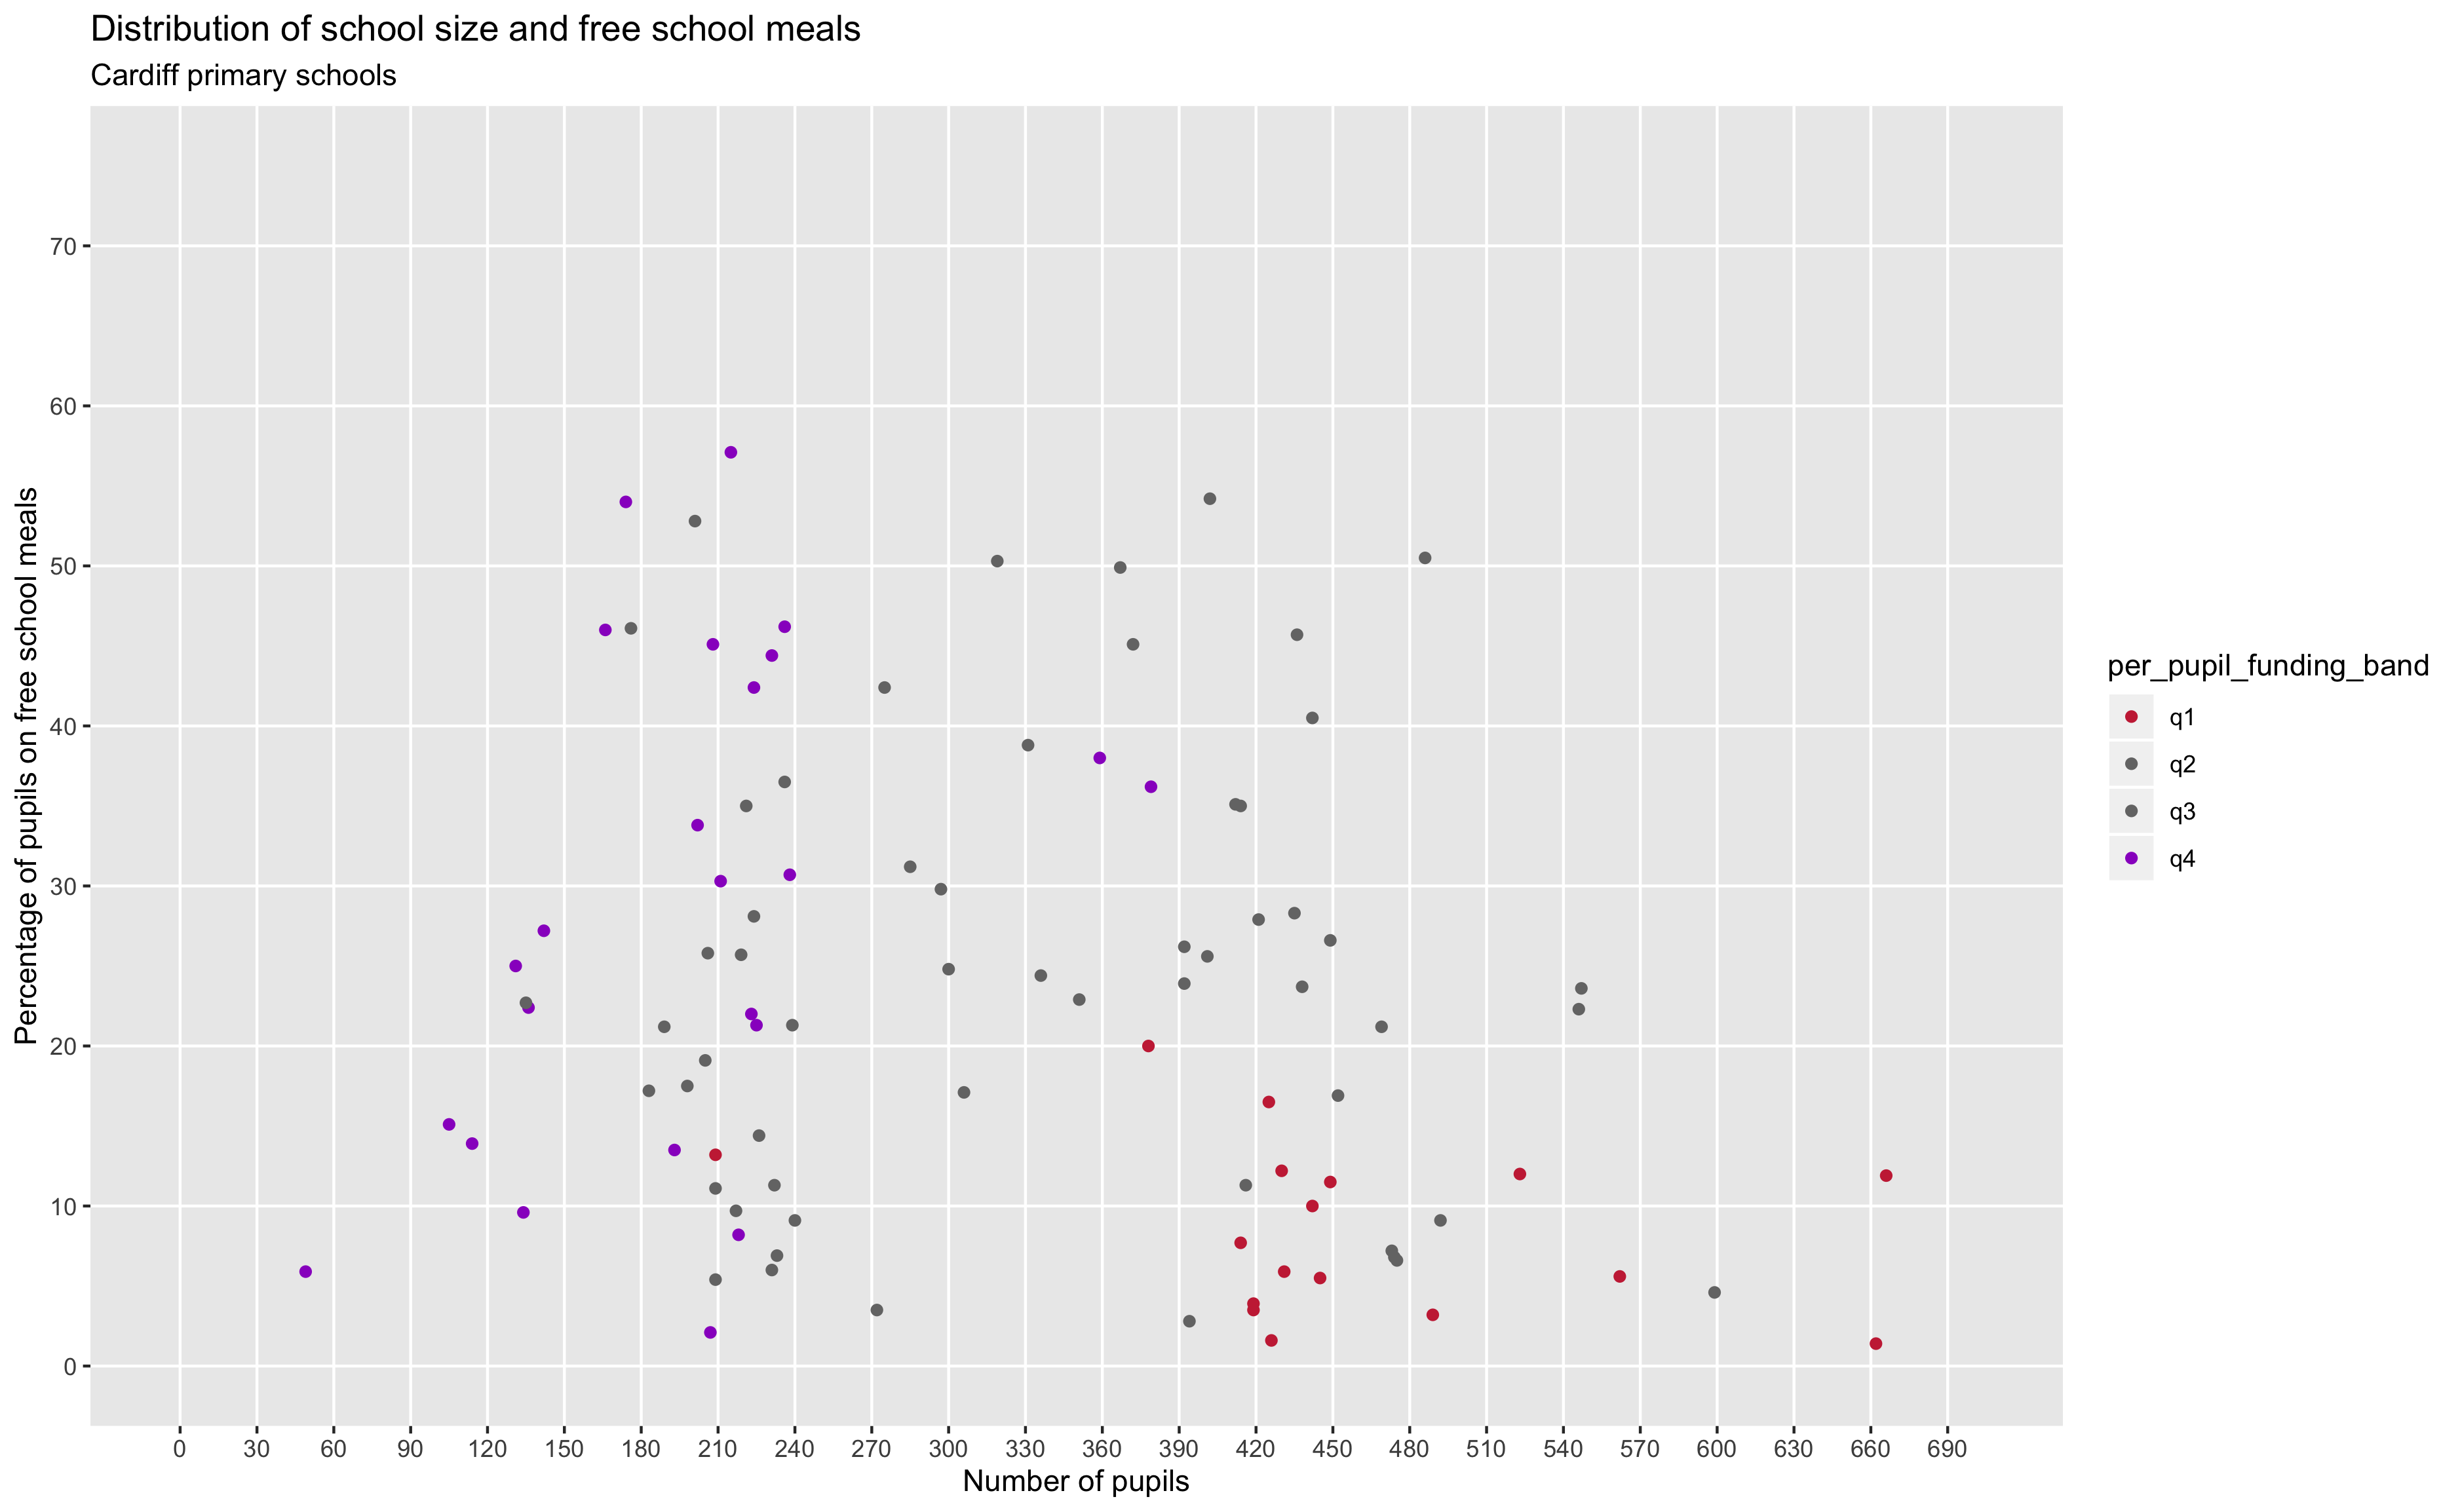 Distribution of school size and free school meals
Cardiff primary schools
Percentage of pupils on free school meals
70
60
50
40
30
20
10
0
0 30 60 90 120 150 180 210 240 270 300 330 360 390 420 450 480 510 540 570 600 630 660 690
Number of pupils
per_pupil_funding_band
q1
q2
q3
q4